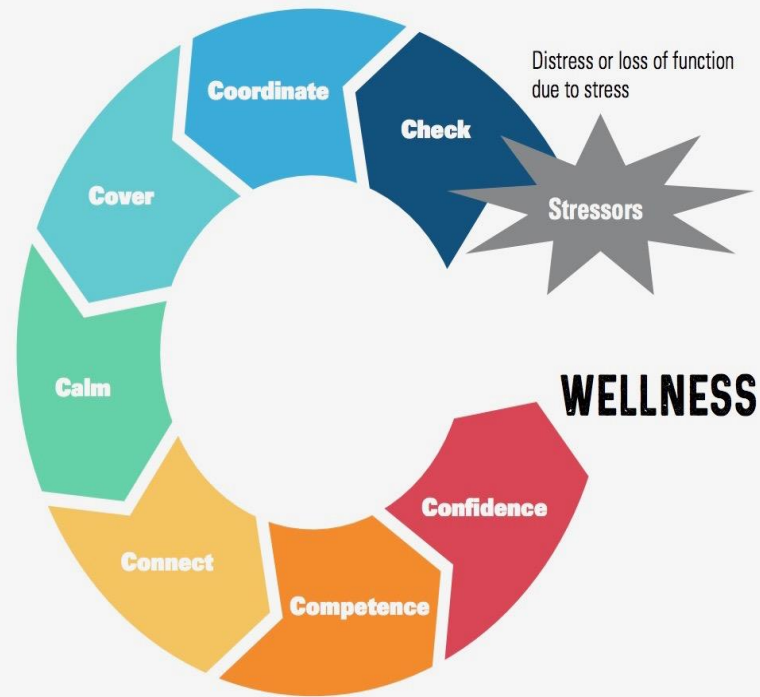 Distress or loss of function
due to stress
Stressors
Check
Coordinate
Cover
Calm
Connect
Competence
Confidence
WELLNESS